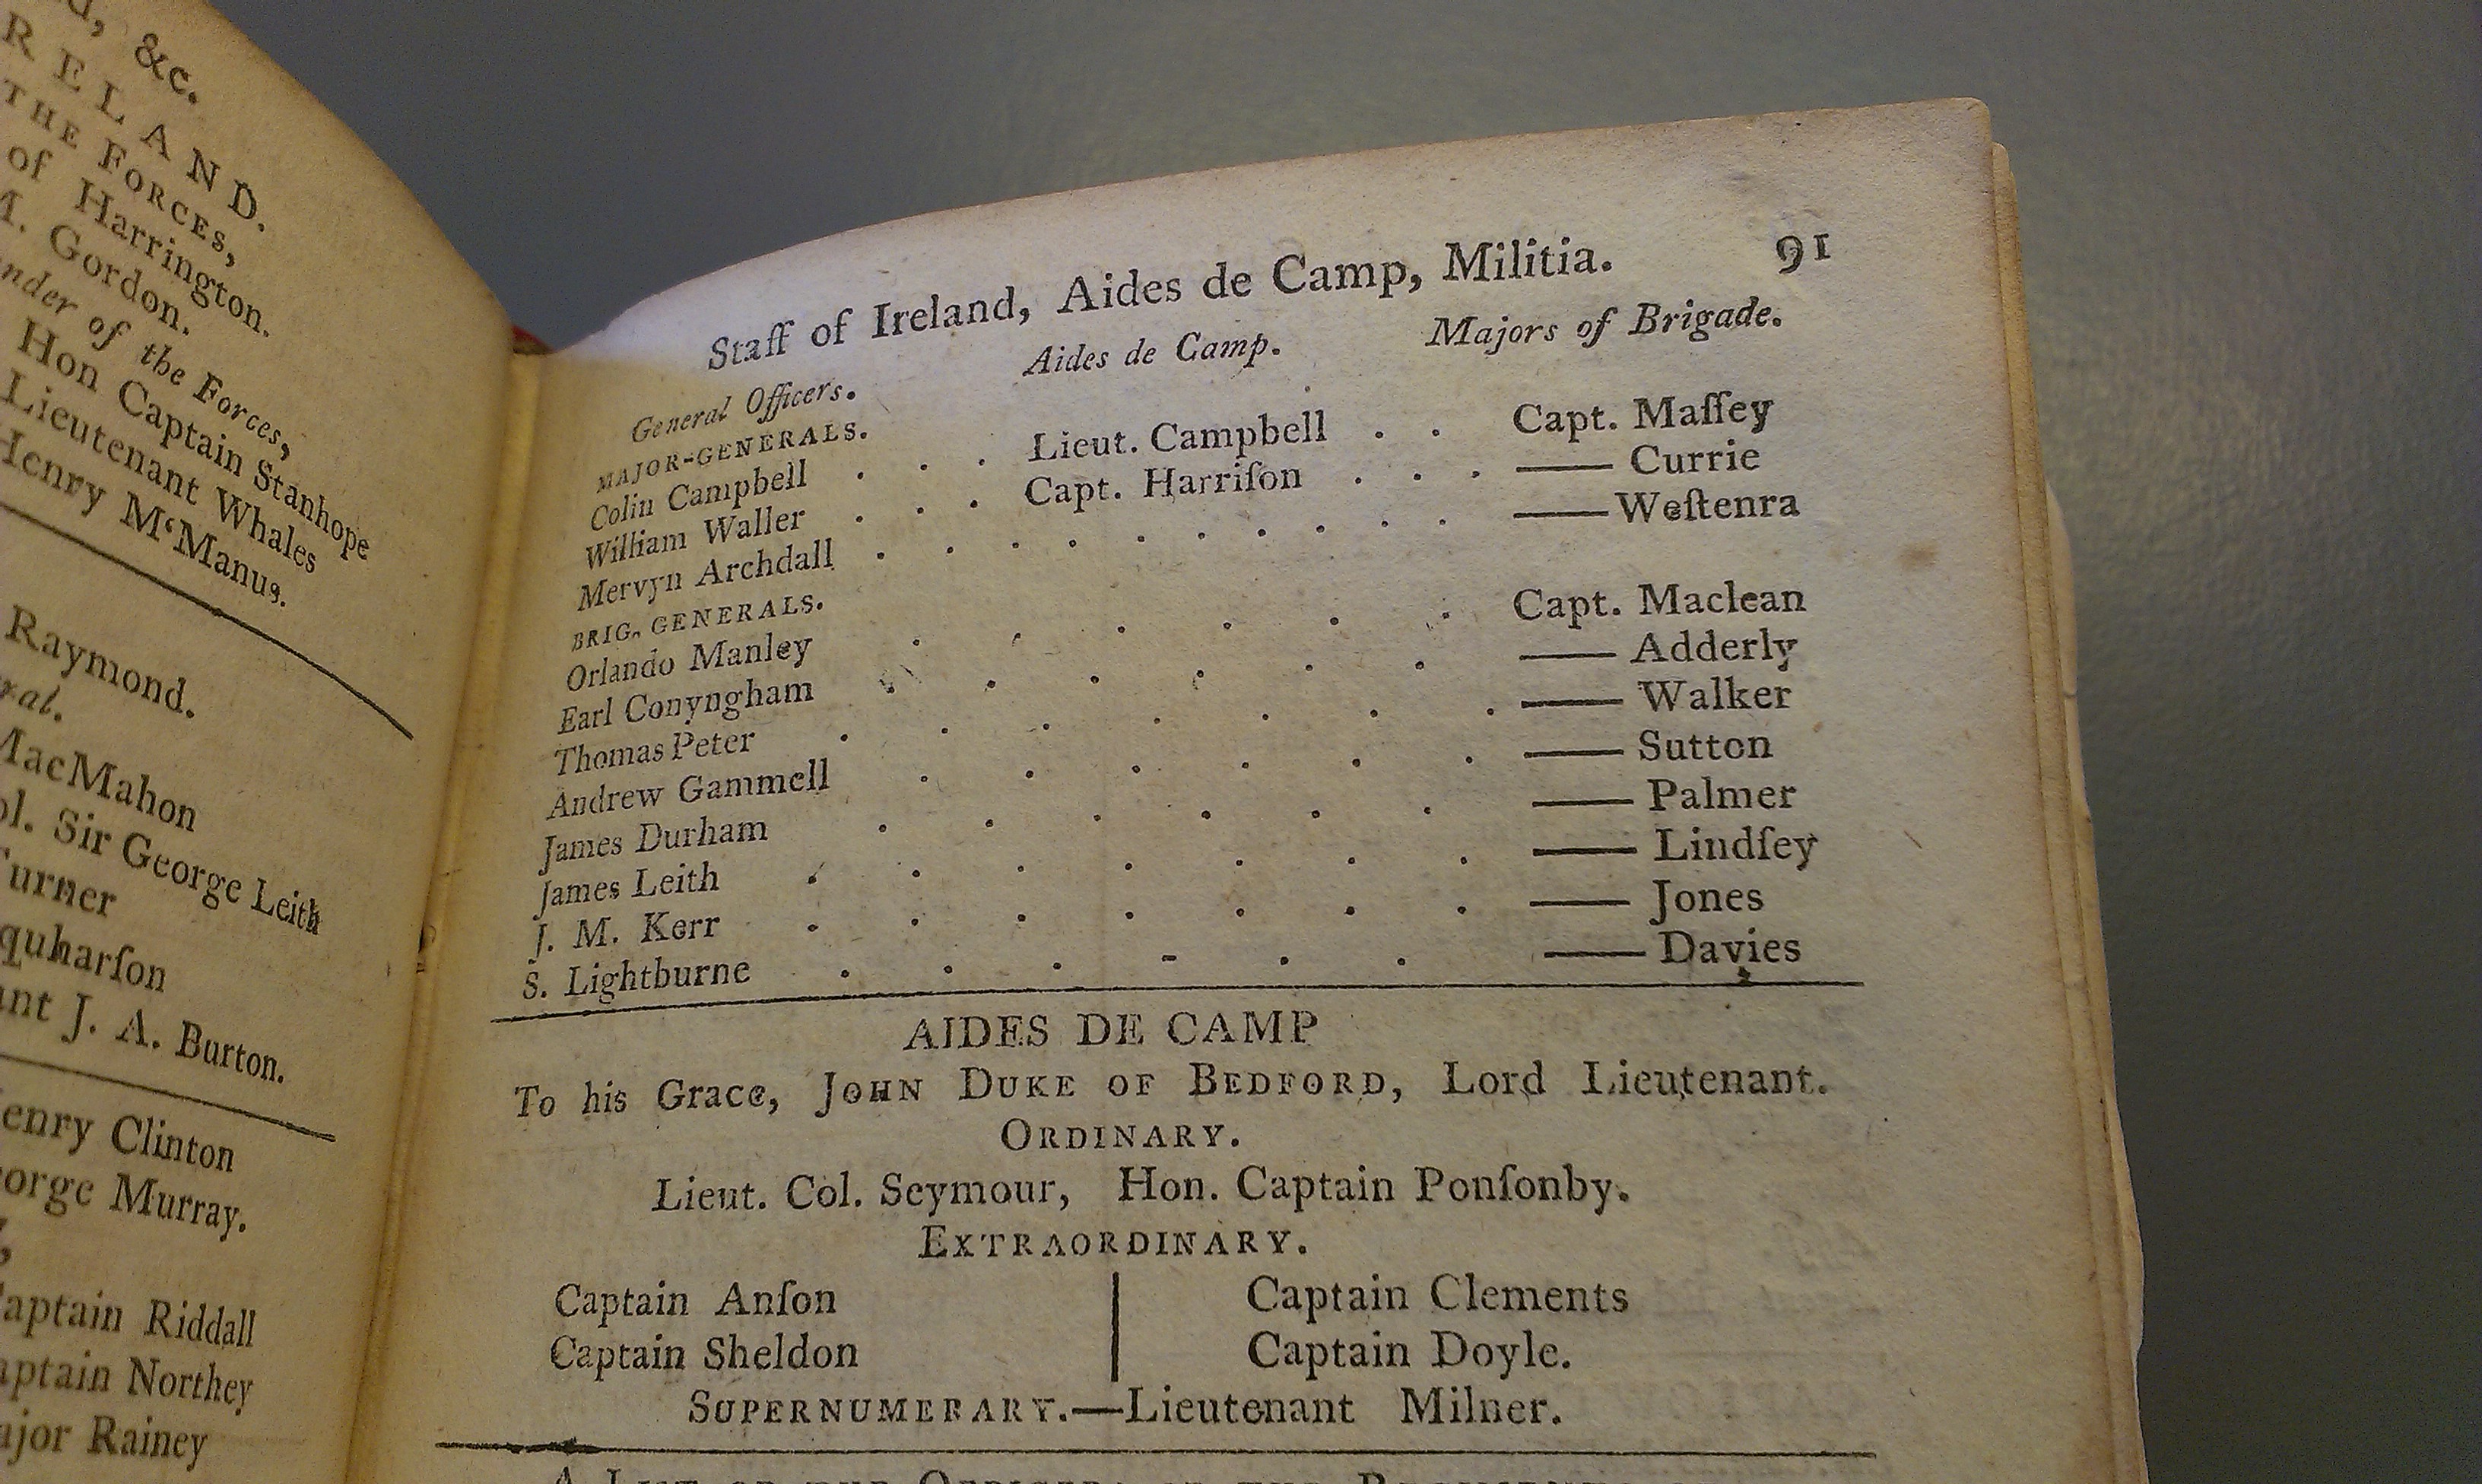 &c.
RELAND.
THE FORCES,
of Harrington.
M. Gordon.
of the Forces,
Hon Captain Stanhope
Lieutenant Whales
Henry M‘Manus.
Raymond.
MacMahon
Sir George Leith
Turner
J. A. Burton.
Henry Clinton
George Murray.
Captain Riddall
Captain Northey
Major Rainey
Staff of Ireland, Aides de Camp, Militia. 91
General Officers. Aides de Camp. Majors of Brigade.
MAJOR-GENERALS.
Colin Campbell . . . Lieut. Campbell . . Capt. Maſſey
William Waller . . . Capt. Harriſon . . . —— Currie
Mervyn Archdall . . . . . . . . . . —— Weſtenra
BRIG. GENERALS.
Orlando Manley . . . . . . Capt. Maclean
Earl Conyngham . . . . . . —— Adderly
Thomas Peter . . . . . . . —— Walker
Andrew Gammell . . . . . . —— Sutton
James Durham . . . . . . —— Palmer
James Leith . . . . . . . —— Lindſey
J. M. Kerr . . . . . . . —— Jones
S. Lightburne . . . - . . —— Davies
AIDES DE CAMP
To his Grace, JOHN DUKE OF BEDFORD, Lord Lieutenant.
ORDINARY.
Lieut. Col. Seymour, Hon. Captain Ponſonby.
EXTRAORDINARY.
Captain Anſon | Captain Clements
Captain Sheldon | Captain Doyle.
SUPERNUMERARY.—Lieutenant Milner.